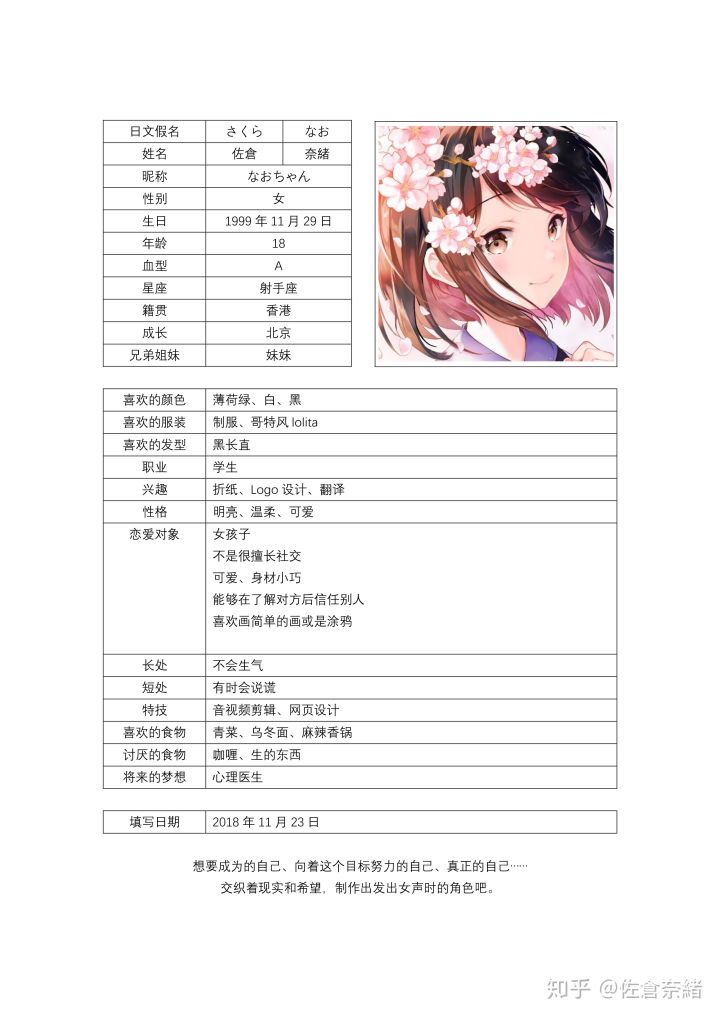 日文假名 さくら なお
姓名 佐倉 奈緒
昵称 なおちゃん
性别 女
生日 1999 年 11 月 29 日
年龄 18
血型 A
星座 射手座
籍贯 香港
成长 北京
兄弟姐妹 妹妹
喜欢的颜色 薄荷绿、白、黑
喜欢的服装 制服、哥特风 lolita
喜欢的发型 黑长直
职业 学生
兴趣 折纸、Logo 设计、翻译
性格 明亮、温柔、可爱
恋爱对象 女孩子
不是很擅长社交
可爱、身材小巧
能够在了解对方后信任别人
喜欢画简单的画或是涂鸦
长处 不会生气
短处 有时会说谎
特技 音视频剪辑、网页设计
喜欢的食物 青菜、乌冬面、麻辣香锅
讨厌的食物 咖喱、生的东西
将来的梦想 心理医生
填写日期 2018 年 11 月 23 日
想要成为的自己、向着这个目标努力的自己、真正的自己……
交织着现实和希望，制作出发出女声时的角色吧。
知乎 @佐倉奈緒